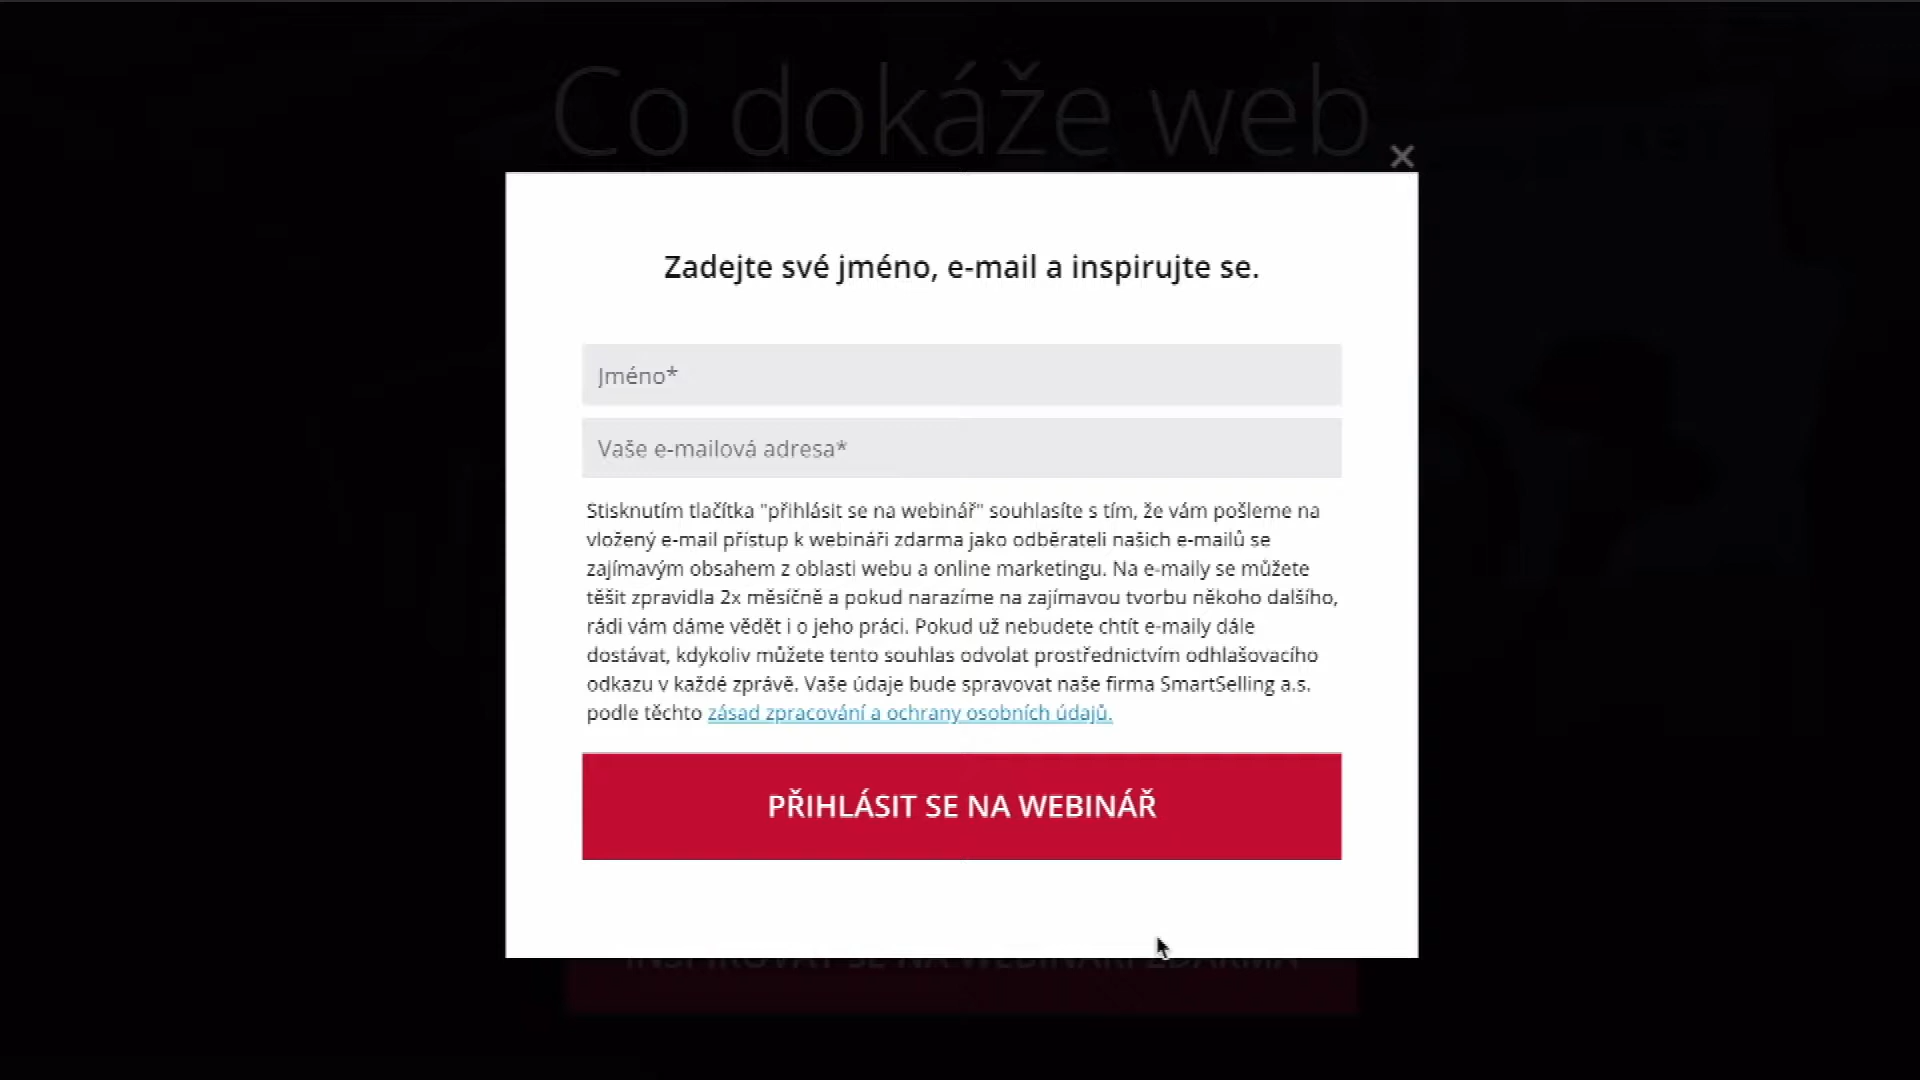 Co dokáže web
Zadejte své jméno, e-mail a inspirujte se.
Jméno*
Vaše e-mailová adresa*
Stisknutím tlačítka "přihlásit se na webinář" souhlasíte s tím, že vám pošleme na
vložený e-mail přístup k webináři zdarma jako odběrateli našich e-mailů se
zajímavým obsahem z oblasti webu a online marketingu. Na e-maily se můžete
těšit zpravidla 2x měsíčně a pokud narazíme na zajímavou tvorbu někoho dalšího,
rádi vám dáme vědět i o jeho práci. Pokud už nebudete chtít e-maily dále
dostávat, kdykoliv můžete tento souhlas odvolat prostřednictvím odhlašovacího
odkazu v každé zprávě. Vaše údaje bude spravovat naše firma SmartSelling a.s.
podle těchto zásad zpracování a ochrany osobních údajů.
PŘIHLÁSIT SE NA WEBINÁŘ
INSPIROVAT SE NA WEBINÁŘI ZDARMA